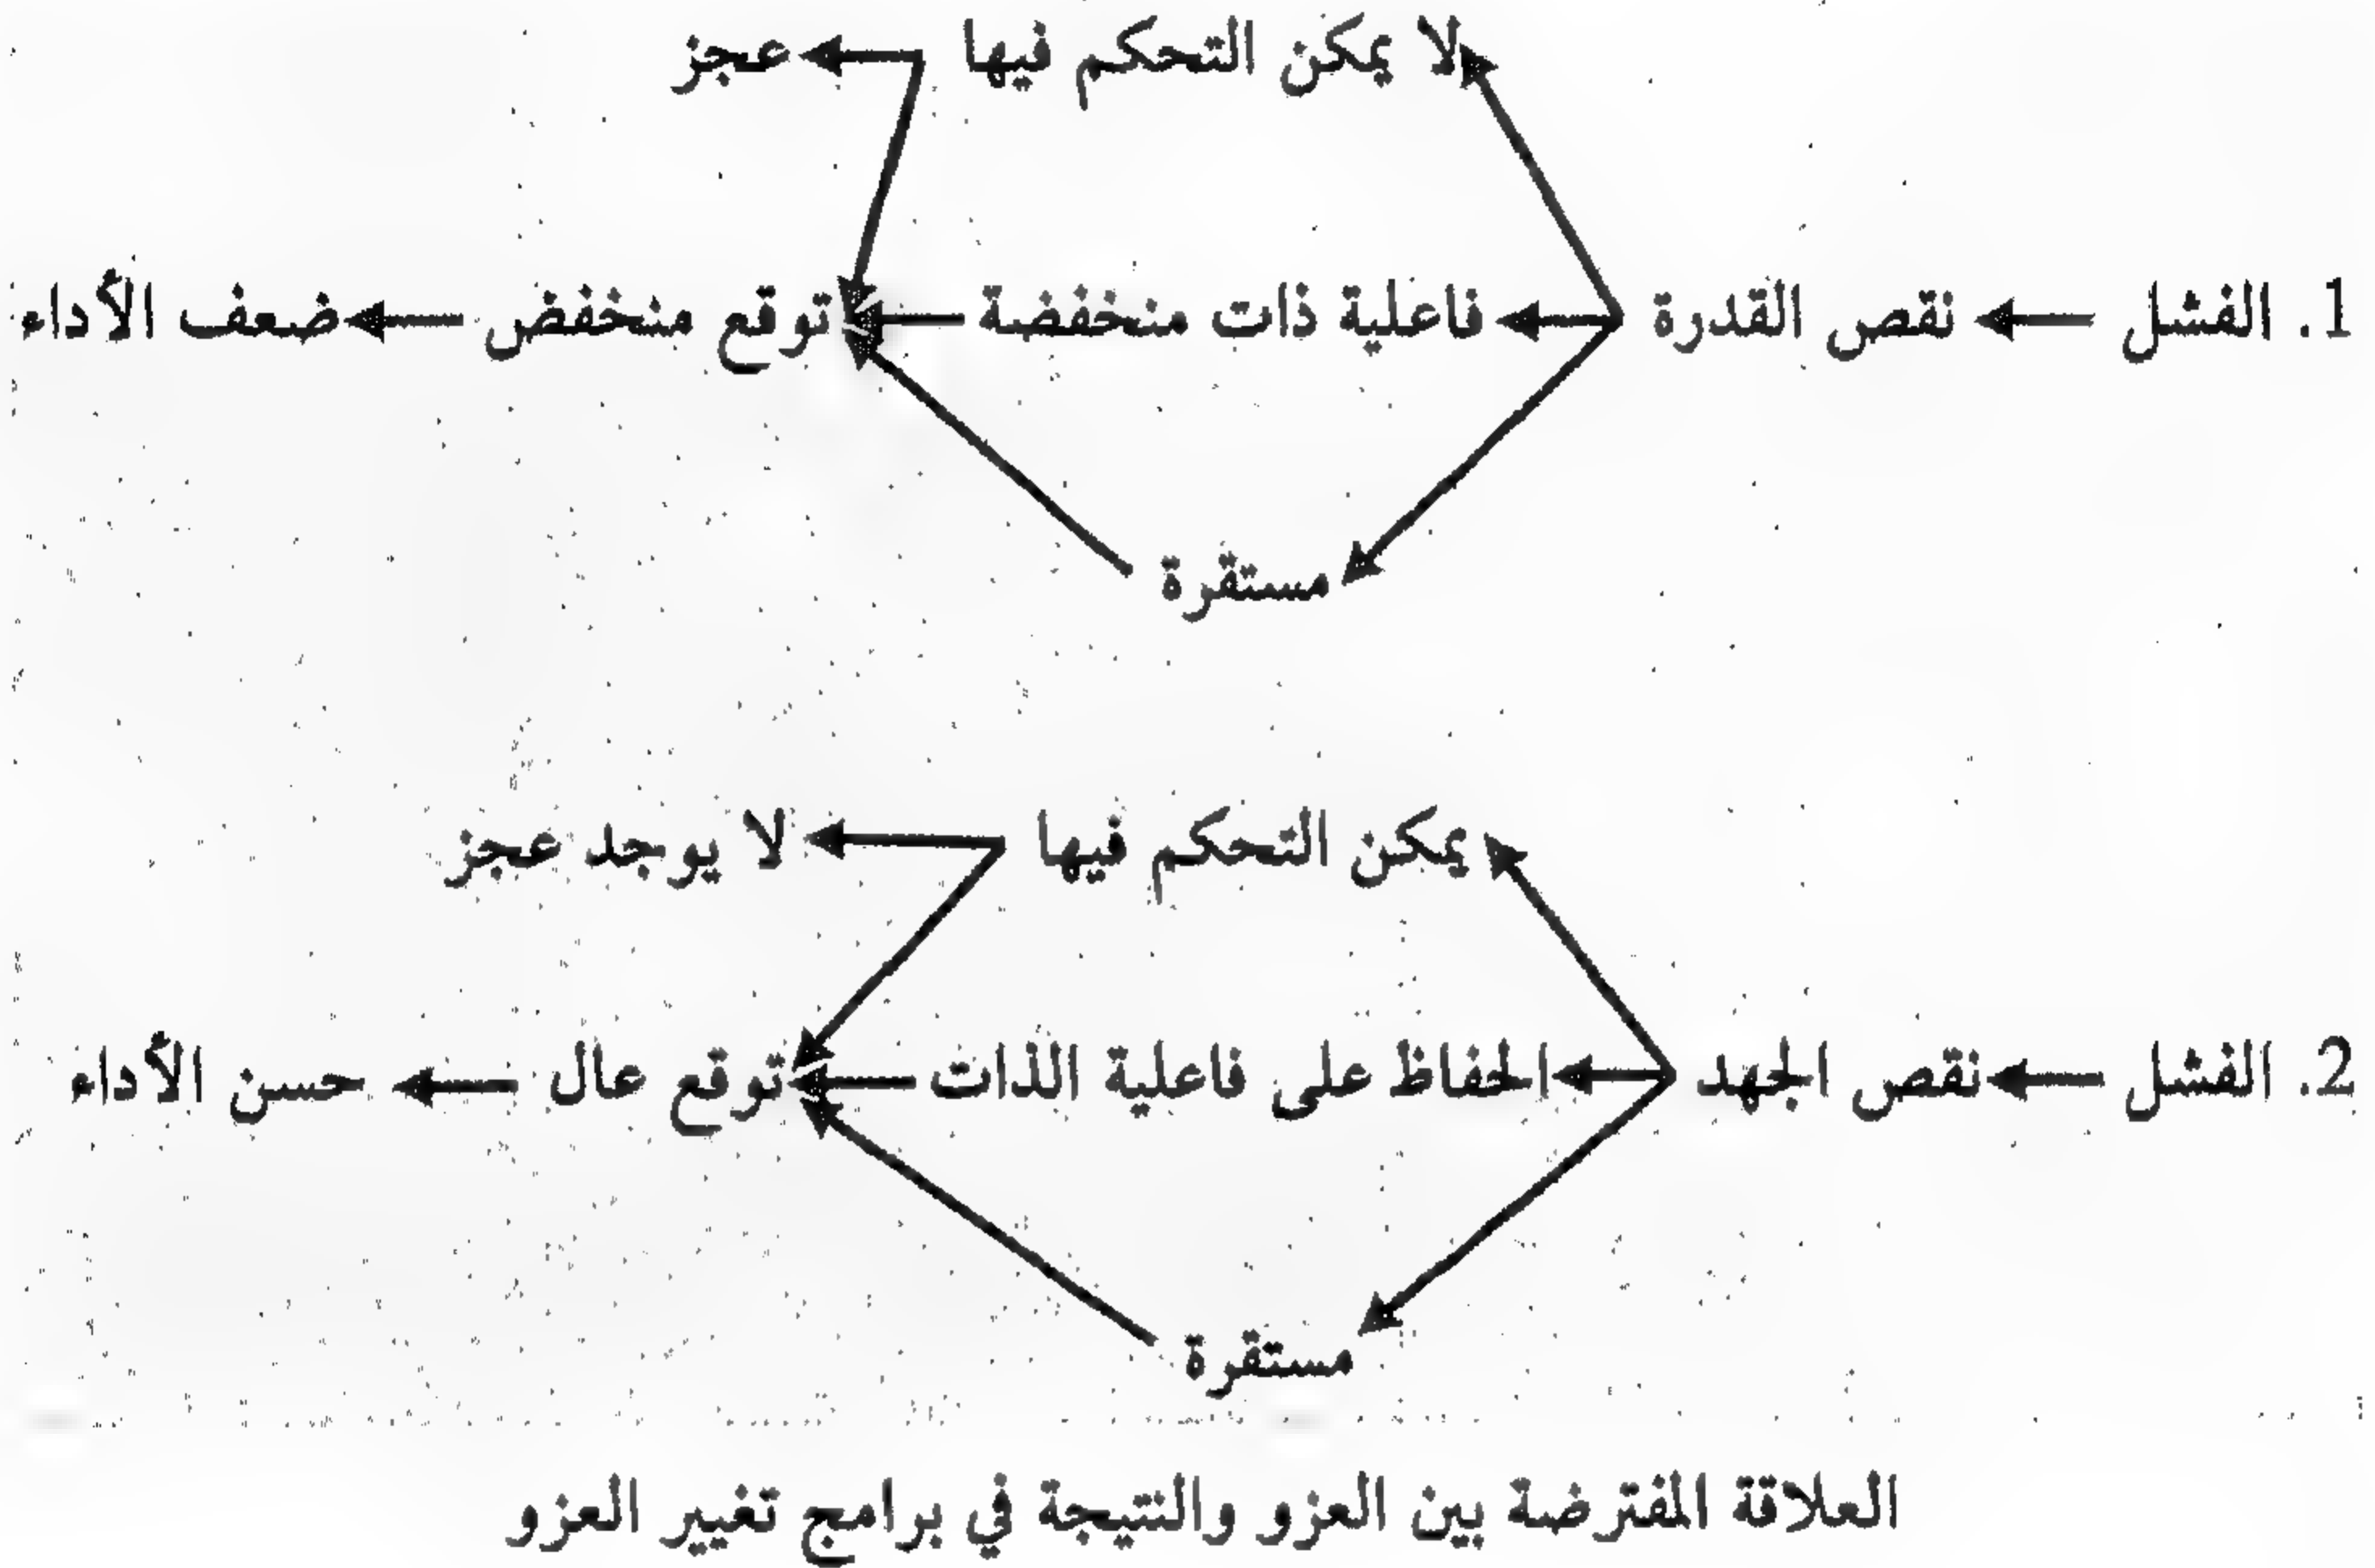 لا يمكن التحكم فيها عجز
1. الفشل نقص القدرة فاعلية ذات منخفضة توقع منخفض ضعف الأداء
مستقرة
يمكن التحكم فيها لا يوجد عجز
2. الفشل نقص الجهد الحفاظ على فاعلية الذات توقع عال حسن الأداء
مستقرة
العلاقة المفترضة بين العزو والنتيجة في برامج تغيير العزو